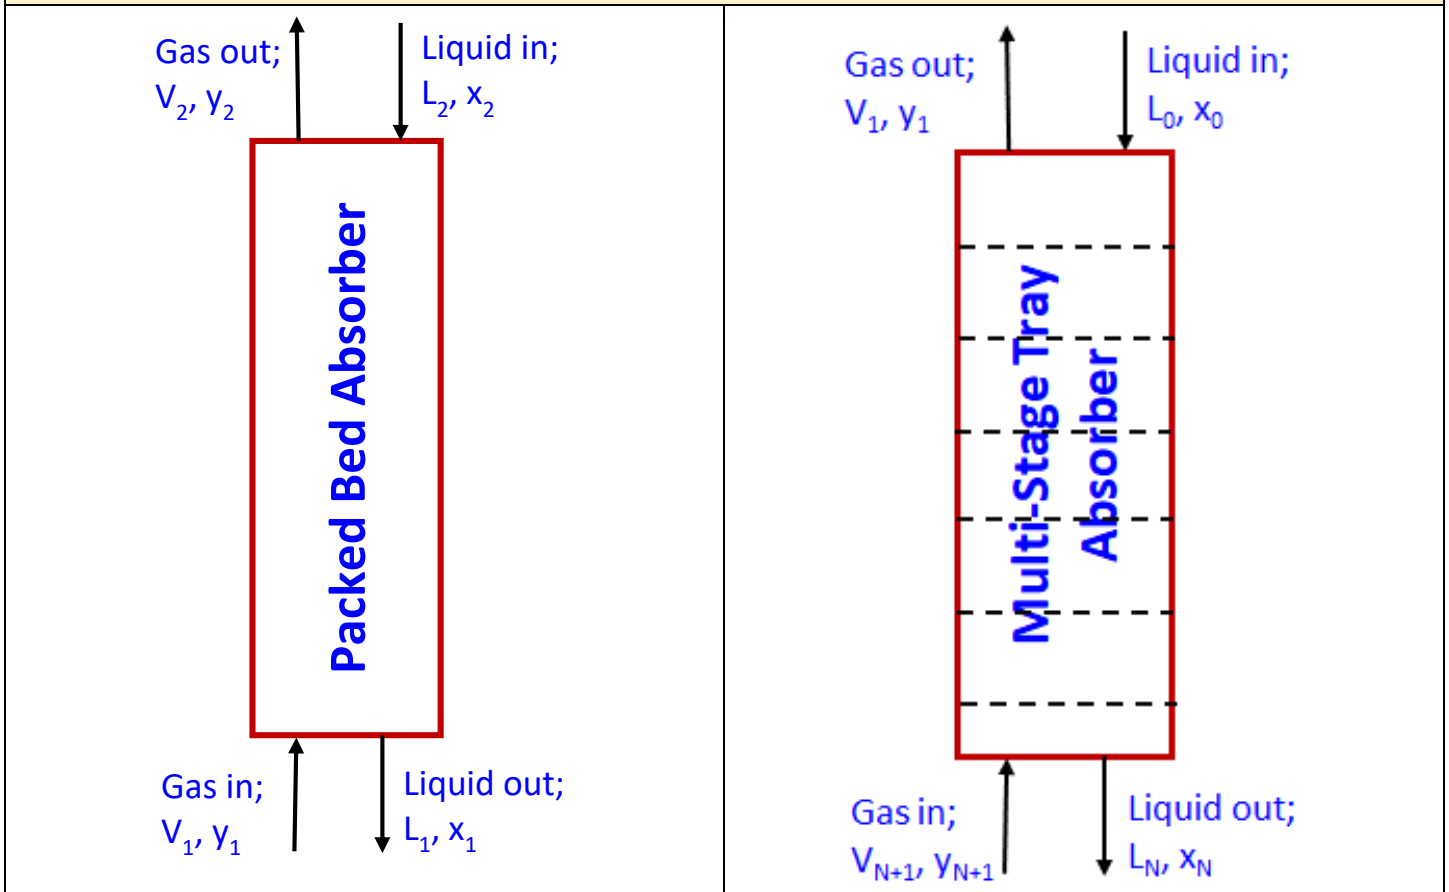 Gas out;
V2, y2
Liquid in;
L2, x2
Packed Bed Absorber
Gas in;
V1, y1
Liquid out;
L1, x1
Gas out;
V1, y1
Liquid in;
L0, x0
Multi-Stage Tray
Absorber
Gas in;
VN+1, yN+1
Liquid out;
LN, xN